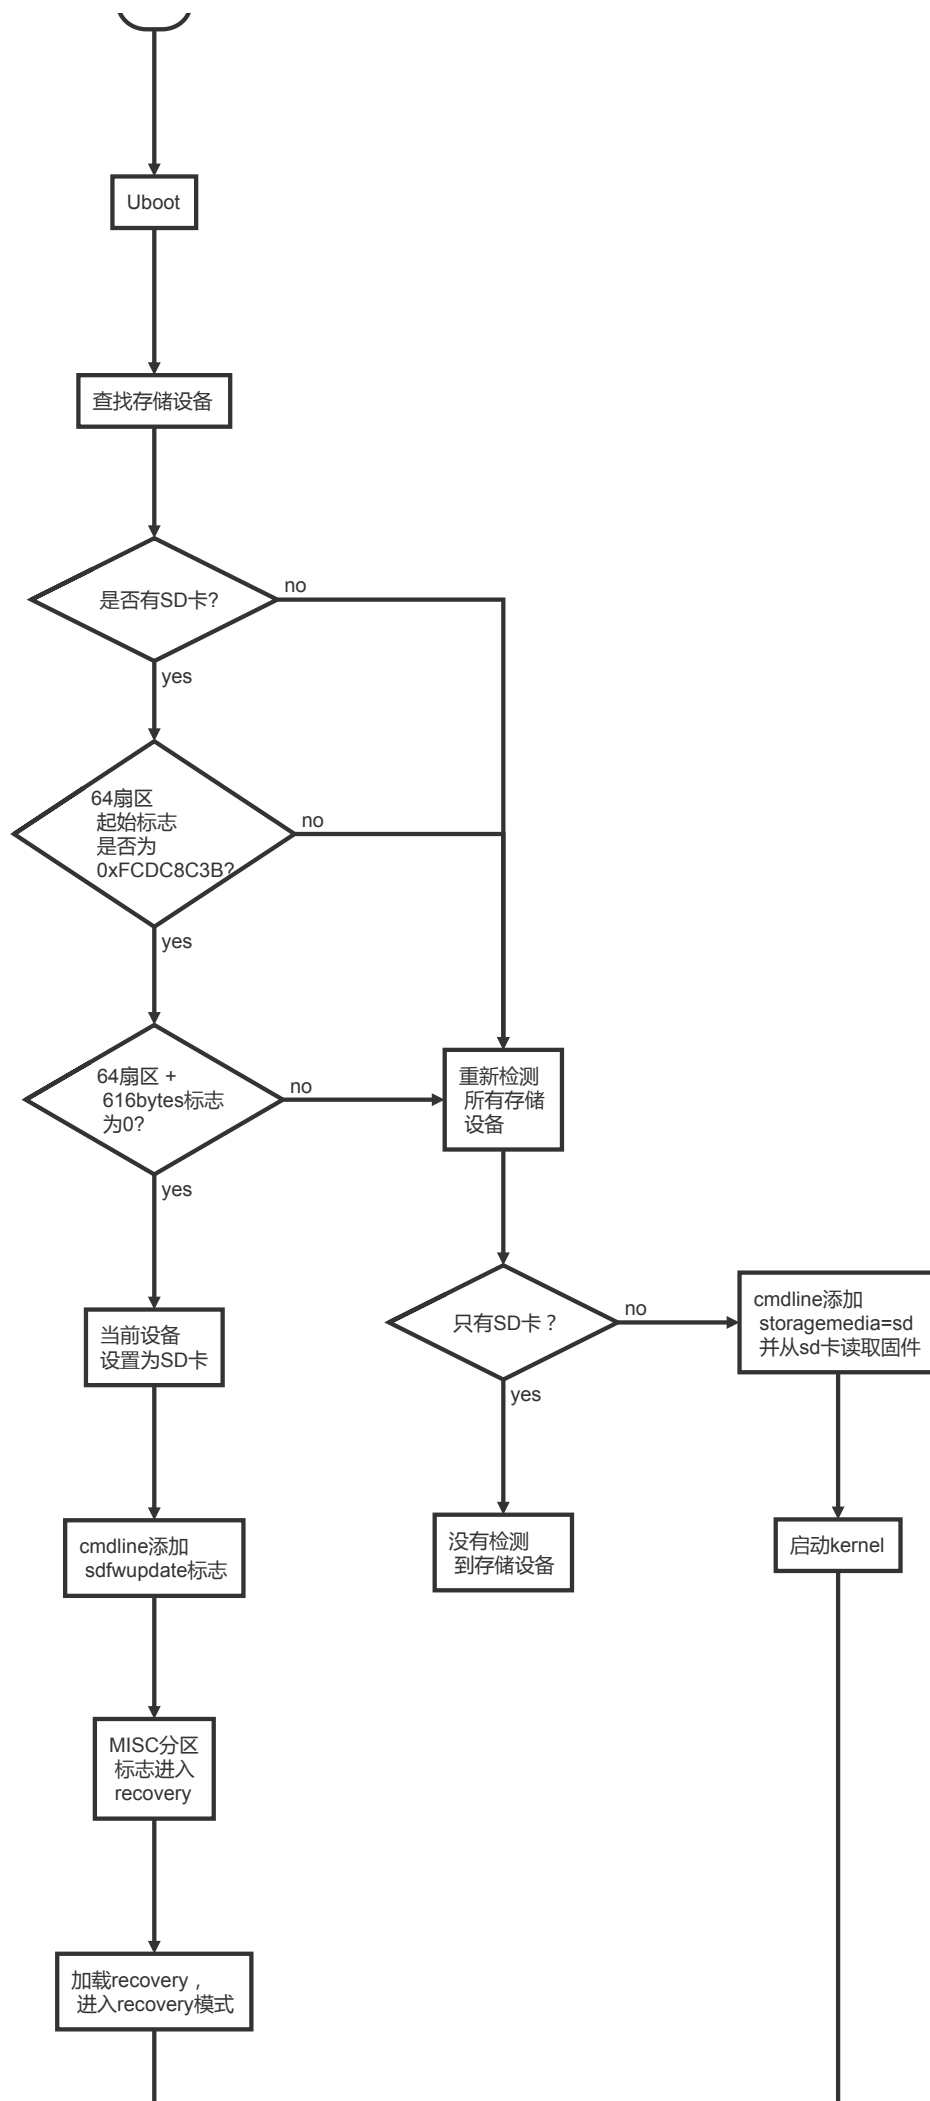 Uboot
查找存储设备
是否有SD卡?
no
yes
64扇区
起始标志
是否为
0xFCDC8C3B?
no
yes
64扇区 +
616bytes标志
为0?
no
yes
重新检测
所有存储
设备
当前设备
设置为SD卡
只有SD卡？
no
yes
cmdline添加
storagemedia=sd
并从sd卡读取固件
cmdline添加
sdfwupdate标志
没有检测
到存储设备
启动kernel
MISC分区
标志进入
recovery
加载recovery，
进入recovery模式